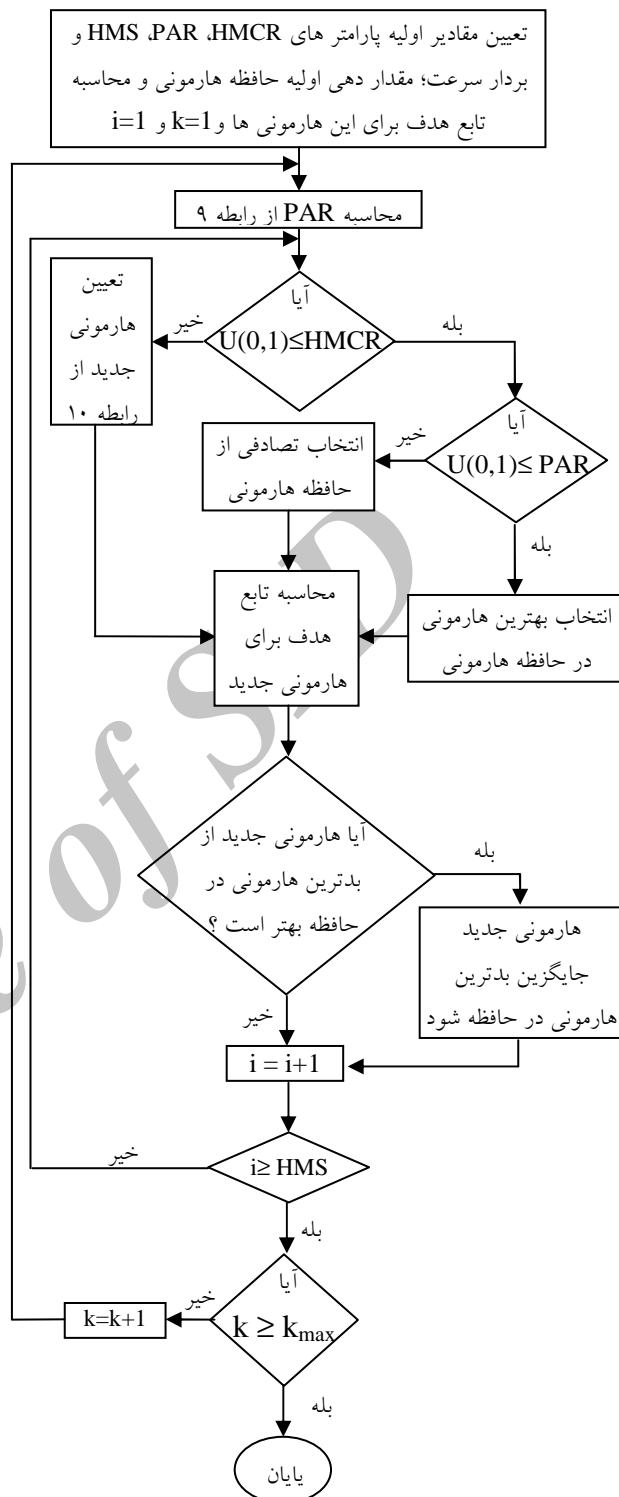 تعیین مقادیر اولیه پارامتر های HMS ،PAR ،HMCR و
بردار سرعت؛ مقدار دهی اولیه حافظه هارمونی و محاسبه
تابع هدف برای این هارمونی ها و k=1 و i=1
محاسبه PAR از رابطه ۹
آیا
U(0,1)≤HMCR
خیر
بله
تعیین
هارمونی
جدید از
رابطه ۱۰
آیا
U(0,1)≤ PAR
خیر
بله
انتخاب تصادفی از
حافظه هارمونی
انتخاب بهترین هارمونی
در حافظه هارمونی
محاسبه تابع
هدف برای
هارمونی جدید
آیا هارمونی جدید از
بدترین هارمونی در
حافظه بهتر است ؟
بله
هارمونی جدید
جایگزین بدترین
هارمونی در حافظه شود
خیر
i = i+1
i≥ HMS
خیر
بله
آیا
k ≥ kmax
خیر
k=k+1
بله
پایان
e of SID